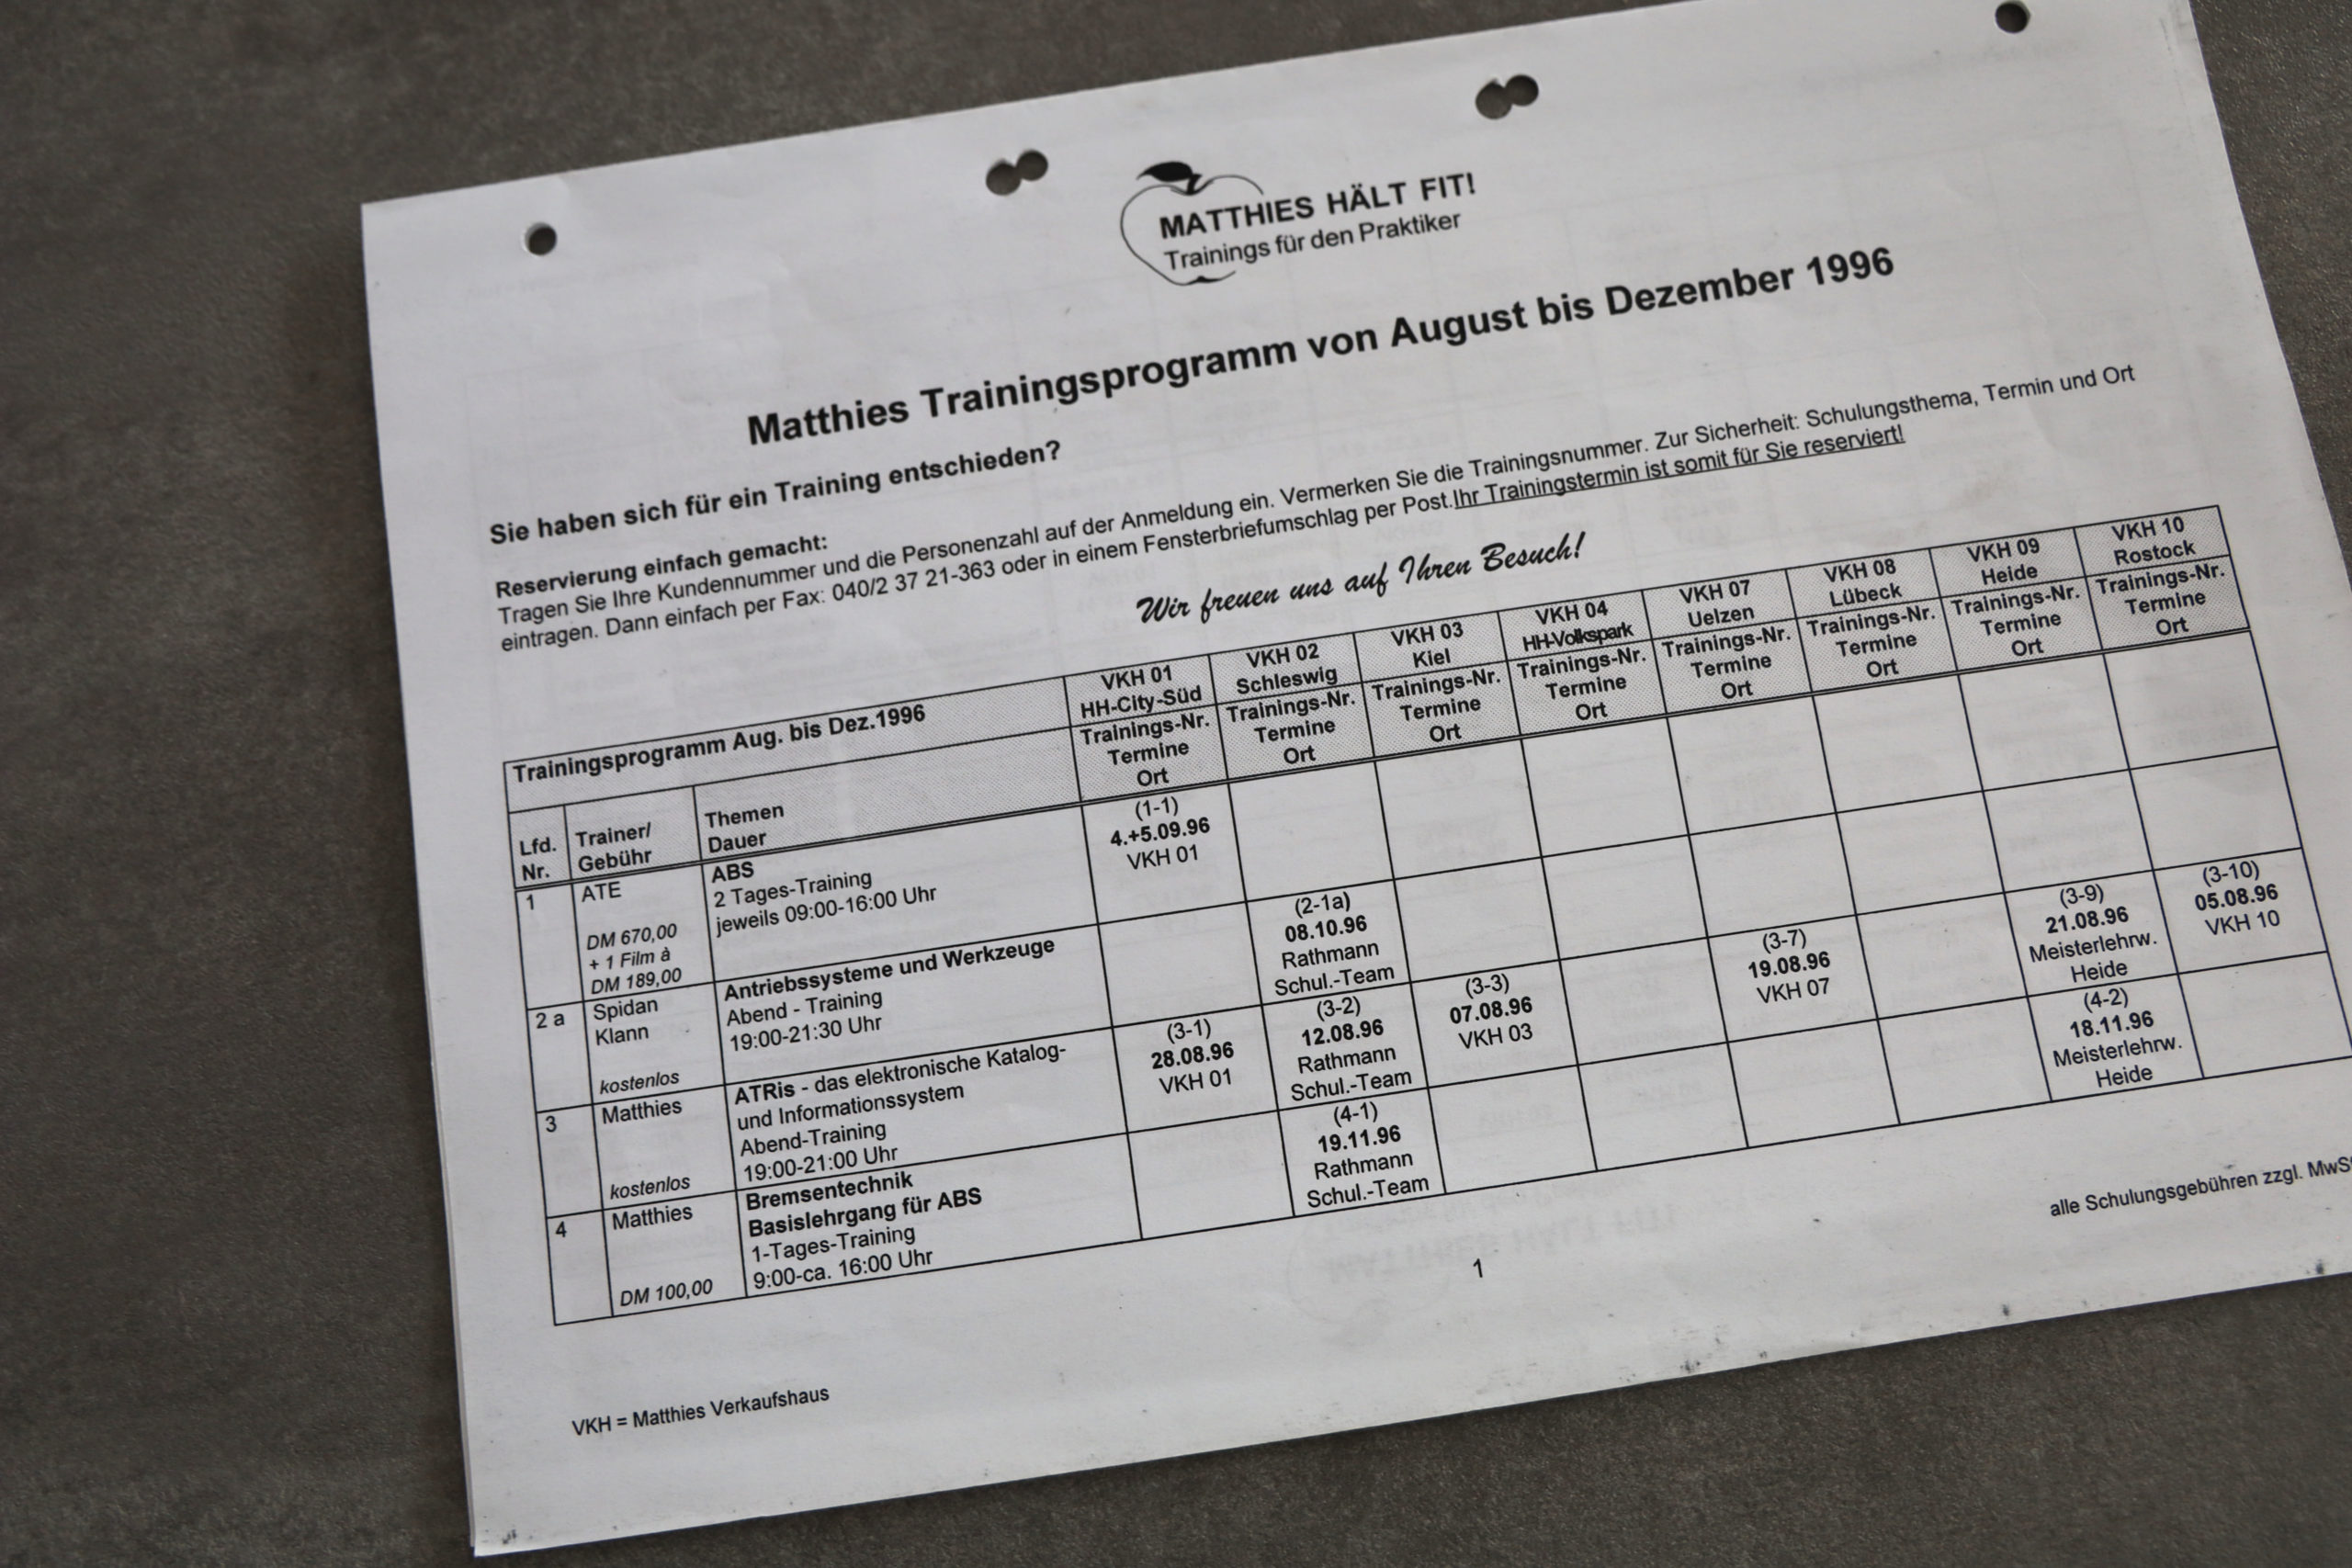 MATTHIES HÄLT FIT!
Trainings für den Praktiker
Matthies Trainingsprogramm von August bis Dezember 1996
Sie haben sich für ein Training entschieden?
Reservierung einfach gemacht:
Tragen Sie Ihre Kundennummer und die Personenzahl auf der Anmeldung ein. Vermerken Sie die Trainingsnummer. Zur Sicherheit: Schulungsthema, Termin und Ort
eintragen. Dann einfach per Fax: 040/2 37 21-363 oder in einem Fensterbriefumschlag per Post.Ihr Trainingstermin ist somit für Sie reserviert!
Wir freuen uns auf Ihren Besuch!
Trainingsprogramm Aug. bis Dez.1996
Lfd.
Nr.
Trainer/
Gebühr
Themen
Dauer
VKH 01
HH-City-Süd
Trainings-Nr.
Termine
Ort
VKH 02
Schleswig
Trainings-Nr.
Termine
Ort
VKH 03
Kiel
Trainings-Nr.
Termine
Ort
VKH 04
HH-Volkspark
Trainings-Nr.
Termine
Ort
VKH 07
Uelzen
Trainings-Nr.
Termine
Ort
VKH 08
Lübeck
Trainings-Nr.
Termine
Ort
VKH 09
Heide
Trainings-Nr.
Termine
Ort
VKH 10
Rostock
Trainings-Nr.
Termine
Ort
1
ATE
DM 670,00
+ 1 Film à
DM 189,00
ABS
2 Tages-Training
jeweils 09:00-16:00 Uhr
(1-1)
4.+5.09.96
VKH 01
2 a
Spidan
Klann
kostenlos
Antriebssysteme und Werkzeuge
Abend - Training
19:00-21:30 Uhr
(2-1a)
08.10.96
Rathmann
Schul.-Team
3
Matthies
kostenlos
ATRis - das elektronische Katalog-
und Informationssystem
Abend-Training
19:00-21:00 Uhr
(3-1)
28.08.96
VKH 01
(3-2)
12.08.96
Rathmann
Schul.-Team
(3-3)
07.08.96
VKH 03
(3-7)
19.08.96
VKH 07
(3-9)
21.08.96
Meisterlehrw.
Heide
(3-10)
05.08.96
VKH 10
4
Matthies
DM 100,00
Bremsentechnik
Basislehrgang für ABS
1-Tages-Training
9:00-ca. 16:00 Uhr
(4-1)
19.11.96
Rathmann
Schul.-Team
(4-2)
18.11.96
Meisterlehrw.
Heide
alle Schulungsgebühren zzgl.
1
VKH = Matthies Verkaufshaus